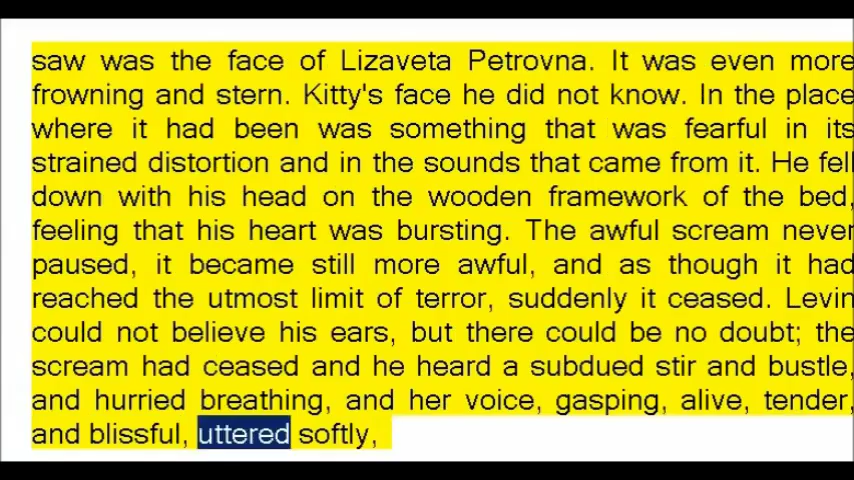 saw was the face of Lizaveta Petrovna. It was even more
frowning and stern. Kitty's face he did not know. In the place
where it had been was something that was fearful in its
strained distortion and in the sounds that came from it. He fell
down with his head on the wooden framework of the bed,
feeling that his heart was bursting. The awful scream never
paused, it became still more awful, and as though it had
reached the utmost limit of terror, suddenly it ceased. Levin
could not believe his ears, but there could be no doubt; the
scream had ceased and he heard a subdued stir and bustle,
and hurried breathing, and her voice, gasping, alive, tender,
and blissful, uttered softly,